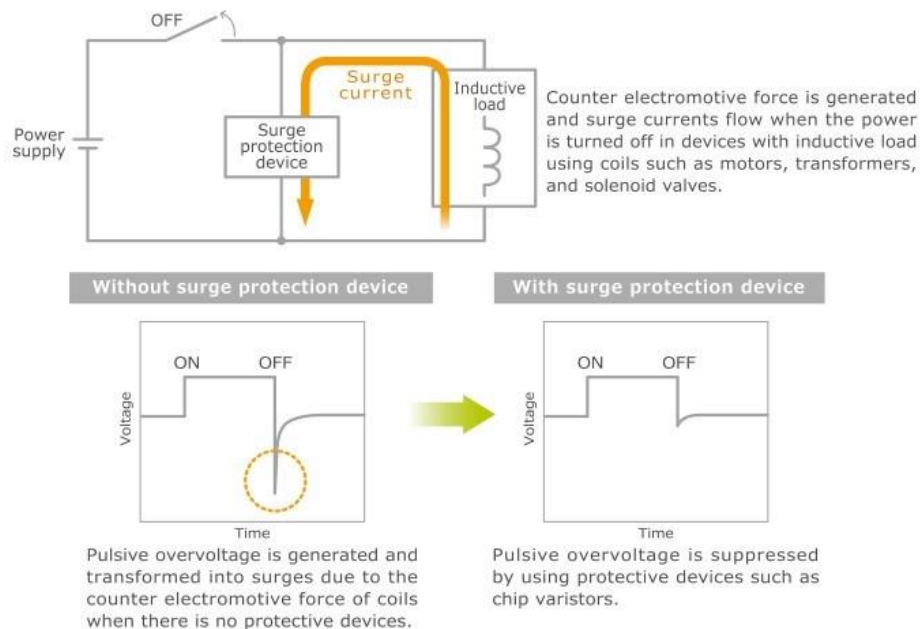 OFF
Surge
current
Inductive
load
Power
supply
Surge
protection
device
Counter electromotive force is generated
and surge currents flow when the power
is turned off in devices with inductive load
using coils such as motors, transformers,
and solenoid valves.
Without surge protection device
ON
OFF
Voltage
Time
Pulsive overvoltage is generated and
transformed into surges due to the
counter electromotive force of coils
when there is no protective devices.
With surge protection device
ON
OFF
Voltage
Time
Pulsive overvoltage is suppressed
by using protective devices such as
chip varistors.